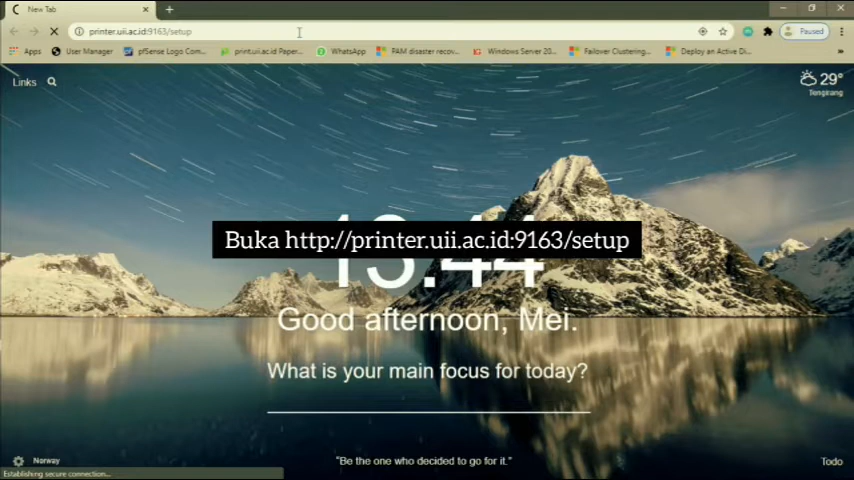 New Tab
printer.uii.ac.id:9163/setup
Paused
Apps
User Manager
pfSense Logo Com...
print.uii.ac.id Paper...
WhatsApp
PAM disaster recov...
Windows Server 20...
Failover Clustering...
Deploy an Active Di...
Links
29°
Tengirang
13.44
Buka http://printer.uii.ac.id:9163/setup
Good afternoon, Mei.
What is your main focus for today?
Norway
"Be the one who decided to go for it."
Todo
Establishing secure connection...